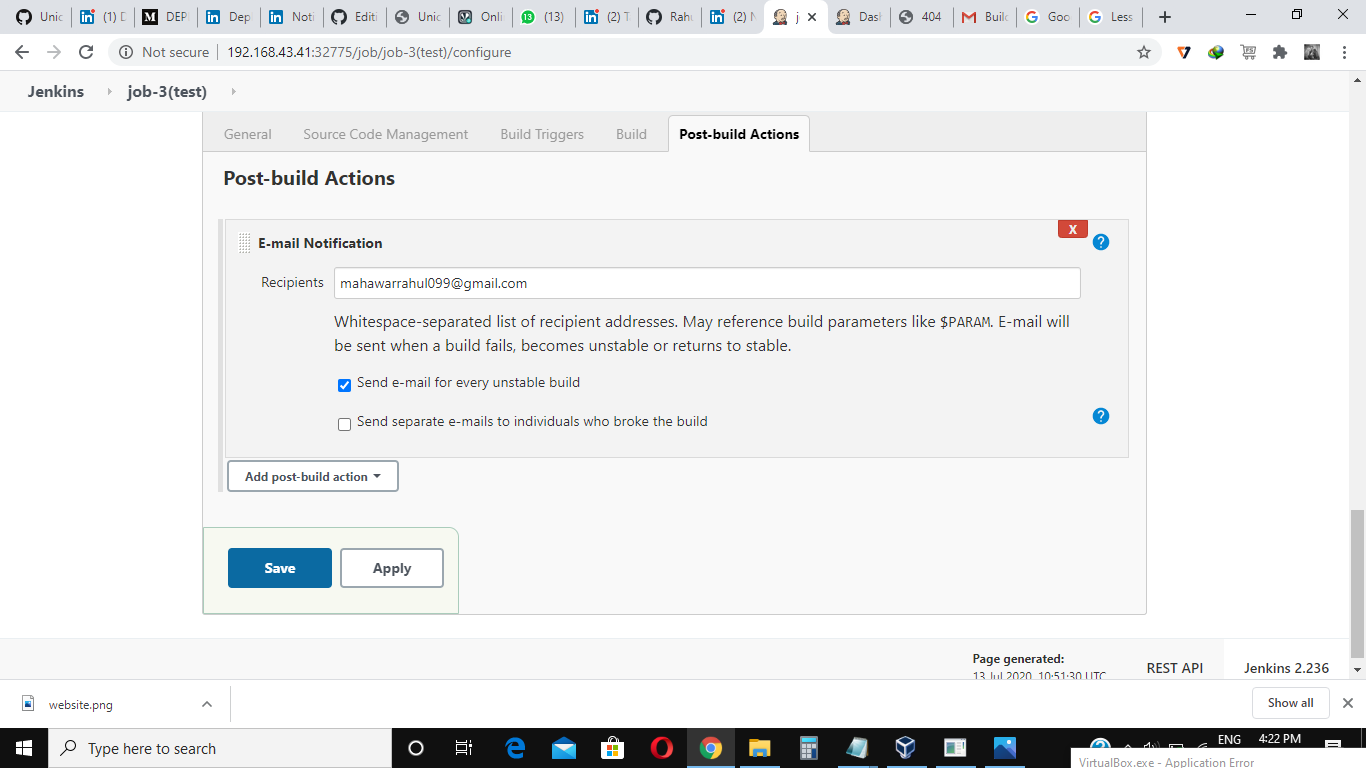 Unic
(1) D
DEPL
Dep
Noti
Editi
Unic
Onli
(13)
(2) T
Rahu
(2) N
j
Dash
404
Build
Goo
Less
Not secure
192.168.43.41:32775/job/job-3(test)/configure
Jenkins
job-3(test)
General Source Code Management Build Triggers Build Post-build Actions
Post-build Actions
X
E-mail Notification
Recipients mahawarrahul099@gmail.com
Whitespace-separated list of recipient addresses. May reference build parameters like $PARAM. E-mail will
be sent when a build fails, becomes unstable or returns to stable.
Send e-mail for every unstable build
Send separate e-mails to individuals who broke the build
Add post-build action
Save Apply
Page generated:
13 Jul 2020, 10:51:30 UTC
REST API Jenkins 2.236
website.png
Show all
Type here to search
ENG
4:22 PM
VirtualBox.exe - Application Error